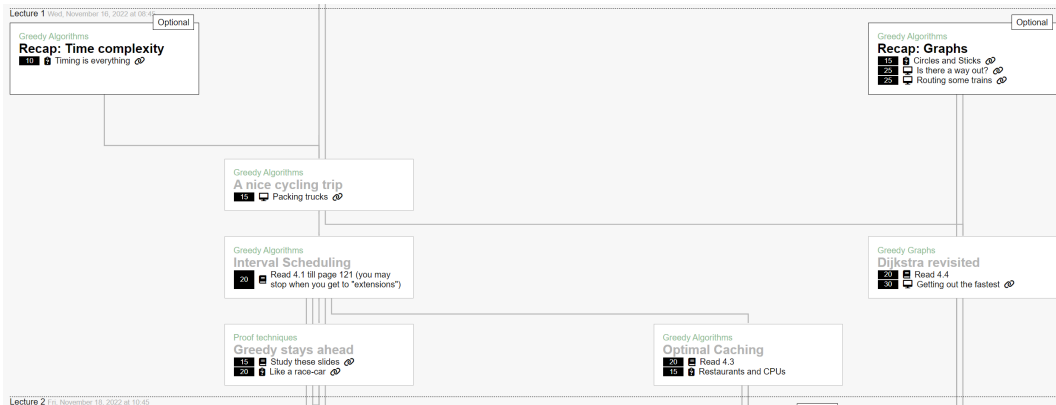 Lecture 1 Wed, November 16, 2022 at 08:45
Optional
Greedy Algorithms
Recap: Time complexity
10 Timing is everything
Optional
Greedy Algorithms
Recap: Graphs
15 Circles and Sticks
25 Is there a way out?
25 Routing some trains
Greedy Algorithms
A nice cycling trip
15 Packing trucks
Greedy Algorithms
Interval Scheduling
20 Read 4.1 till page 121 (you may
stop when you get to "extensions")
Greedy Graphs
Dijkstra revisited
20 Read 4.4
30 Getting out the fastest
Proof techniques
Greedy stays ahead
15 Study these slides
20 Like a race-car
Greedy Algorithms
Optimal Caching
20 Read 4.3
15 Restaurants and CPUs
Lecture 2 Fri, November 18, 2022 at 10:45